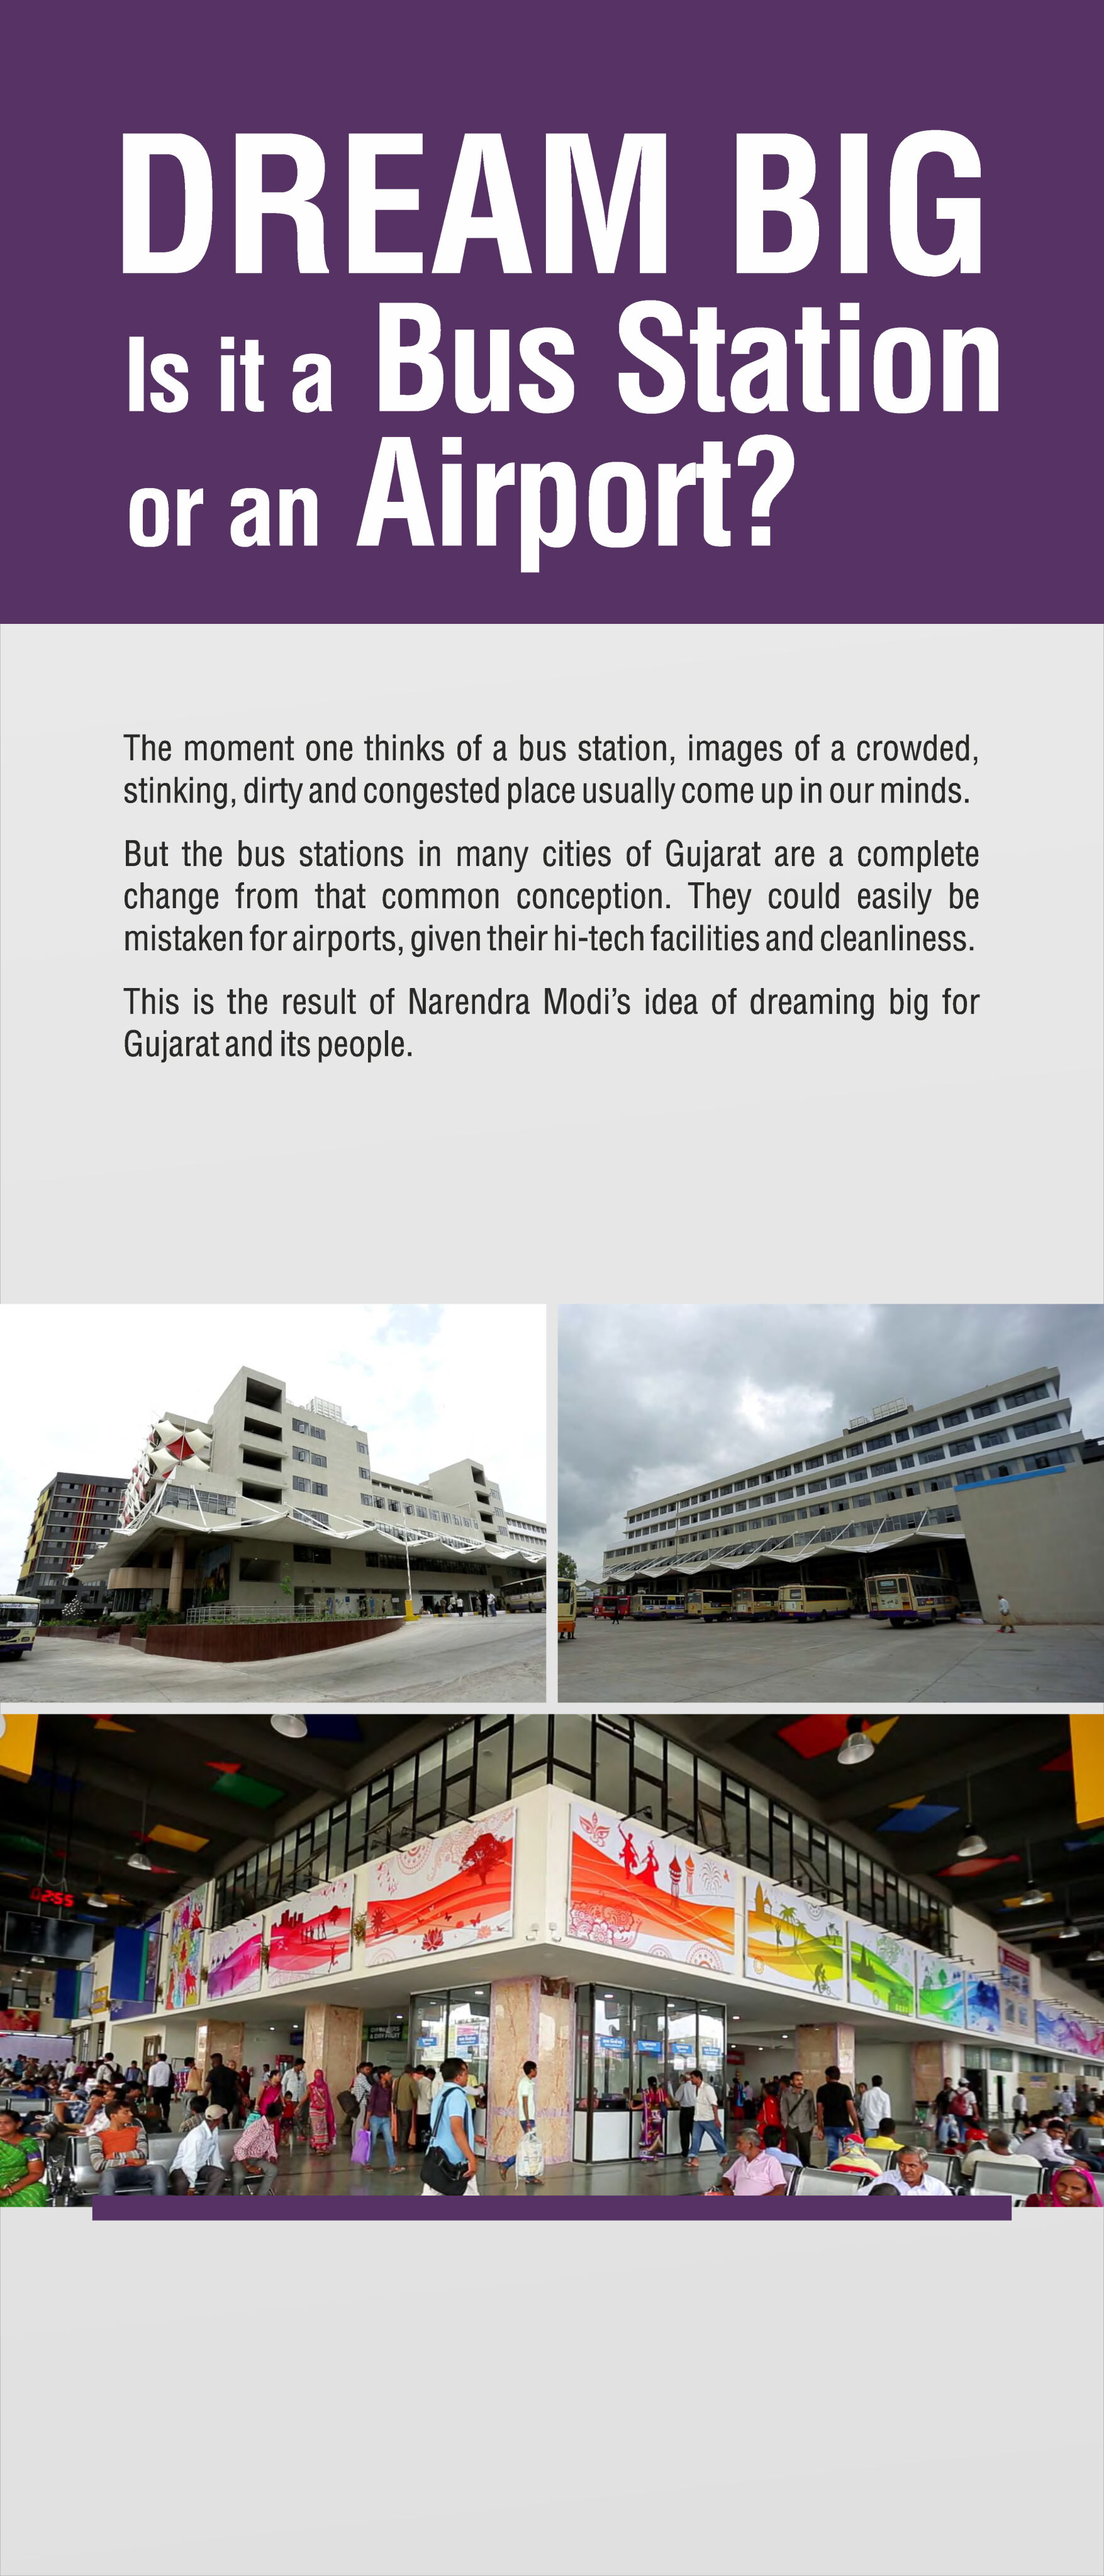 DREAM BIG
Is it a Bus Station
or an Airport?
The moment one thinks of a bus station, images of a crowded,
stinking, dirty and congested place usually come up in our minds.
But the bus stations in many cities of Gujarat are a complete
change from that common conception. They could easily be
mistaken for airports, given their hi-tech facilities and cleanliness.
This is the result of Narendra Modi's idea of dreaming big for
Gujarat and its people.
02:55